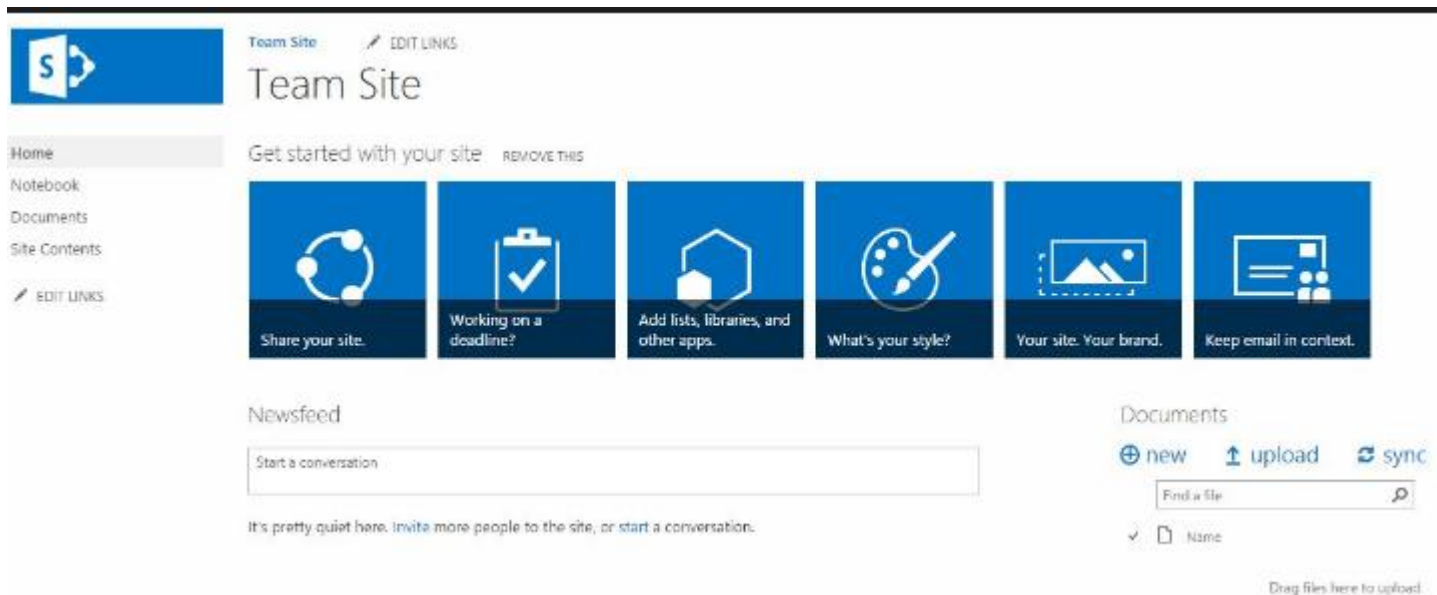 S
Team Site EDIT LINKS
Team Site
Home
Notebook
Documents
Site Contents
EDIT LINKS
Get started with your site REMOVE THIS
Share your site.
Working on a
deadline?
Add lists, libraries, and
other apps.
What's your style?
Your site. Your brand.
Keep email in context.
Newsfeed
Start a conversation
It's pretty quiet here. Invite more people to the site, or start a conversation.
Documents
new upload sync
Find a file
Name
Drag files here to upload